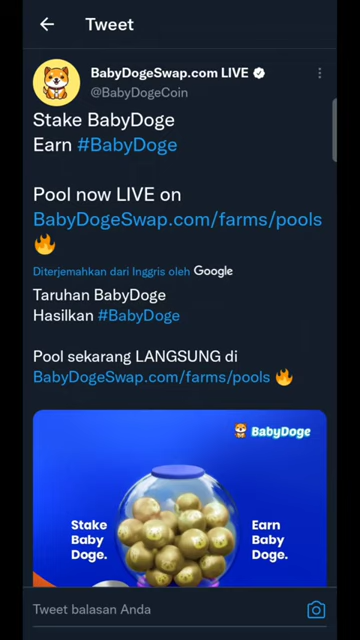 Tweet
BabyDogeSwap.com LIVE
@BabyDogeCoin
Stake BabyDoge
Earn #BabyDoge
Pool now LIVE on
BabyDogeSwap.com/farms/pools
🔥
Diterjemahkan dari Inggris oleh Google
Taruhan BabyDoge
Hasilkan #BabyDoge
Pool sekarang LANGSUNG di
BabyDogeSwap.com/farms/pools 🔥
BabyDoge
Stake
Baby
Doge.
Earn
Baby
Doge.
Tweet balasan Anda